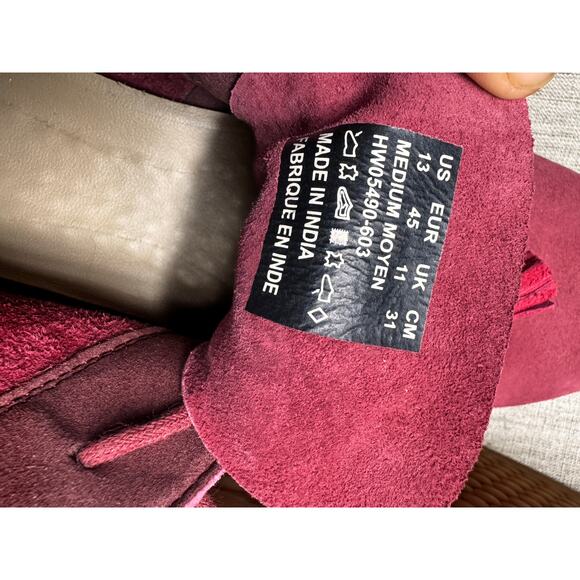 US EUR UK CM
13 45 11 31
MEDIUM MOYEN
HW05490-603
MADE IN INDIA
FABRIQUE EN INDE